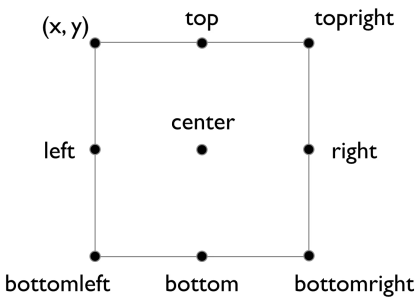 (x, y) top topright
center
left right
bottomleft bottom bottomright